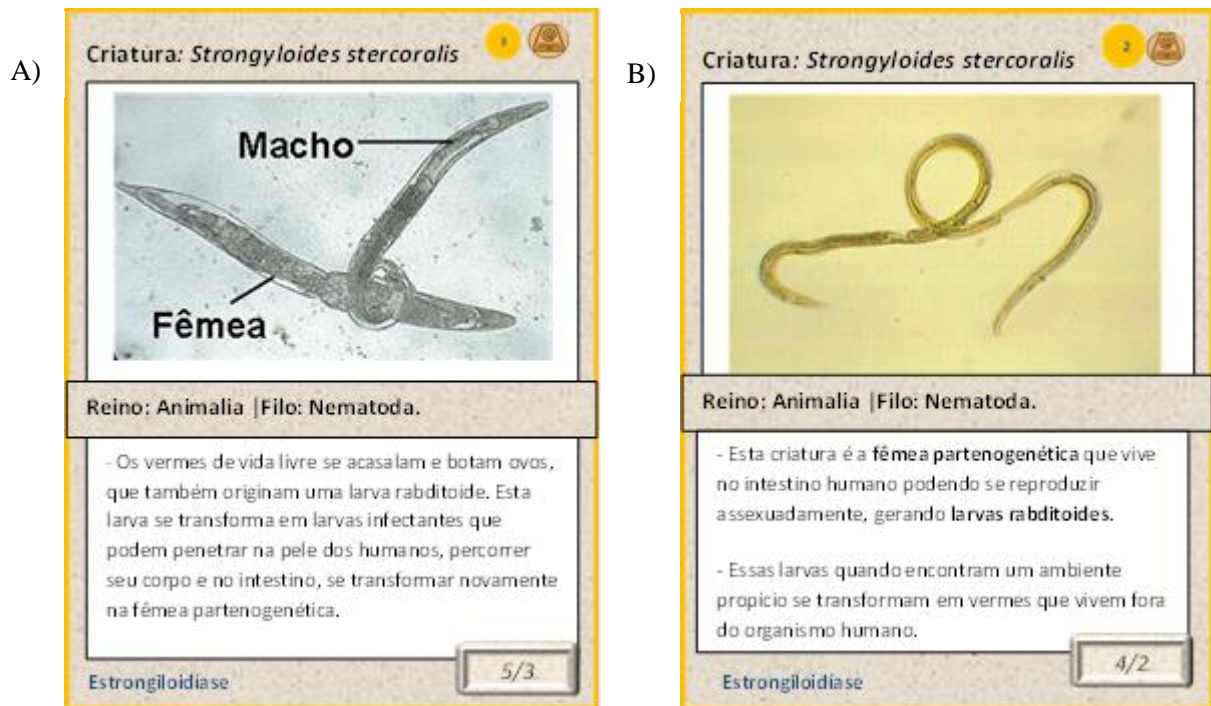 A)
Criatura: Strongyloides stercoralis
Macho
Fêmea
Reino: Animalia |Filo: Nematoda.
- Os vermes de vida livre se acasalam e botam ovos,
que também originam uma larva rabditoide. Esta
larva se transforma em larvas infectantes que
podem penetrar na pele dos humanos, percorrer
seu corpo e no intestino, se transformar novamente
na fêmea partenogenética.
5/3
Estrongiloidíase
B)
Criatura: Strongyloides stercoralis
2
Reino: Animalia |Filo: Nematoda.
- Esta criatura é a fêmea partenogenética que vive
no intestino humano podendo se reproduzir
assexuadamente, gerando larvas rabditoides.
- Essas larvas quando encontram um ambiente
propício se transformam em vermes que vivem fora
do organismo humano.
4/2
Estrongiloidíase